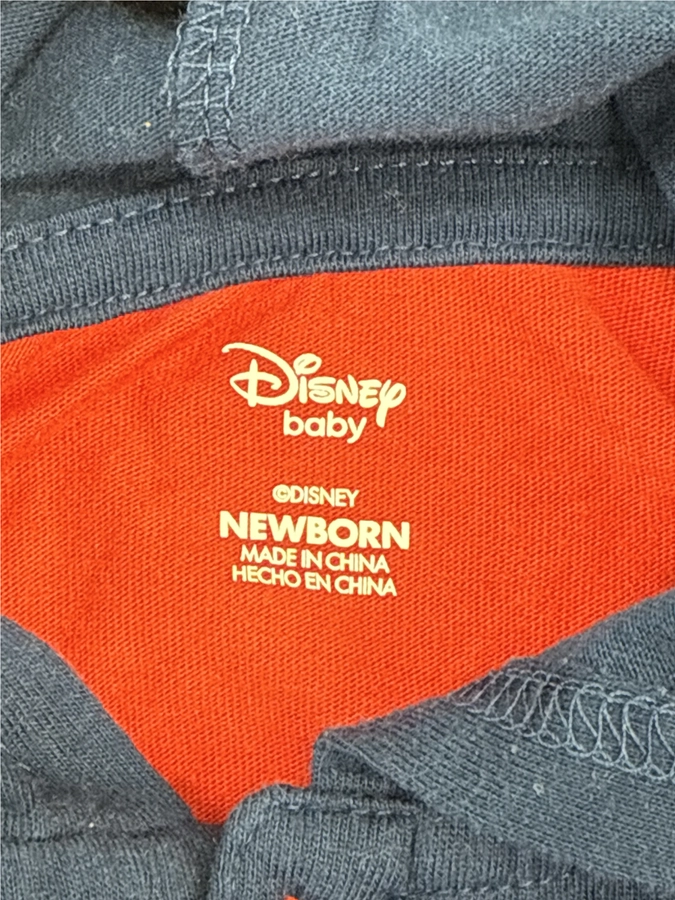 Disney
baby
©DISNEY
NEWBORN
MADE IN CHINA
HECHO EN CHINA